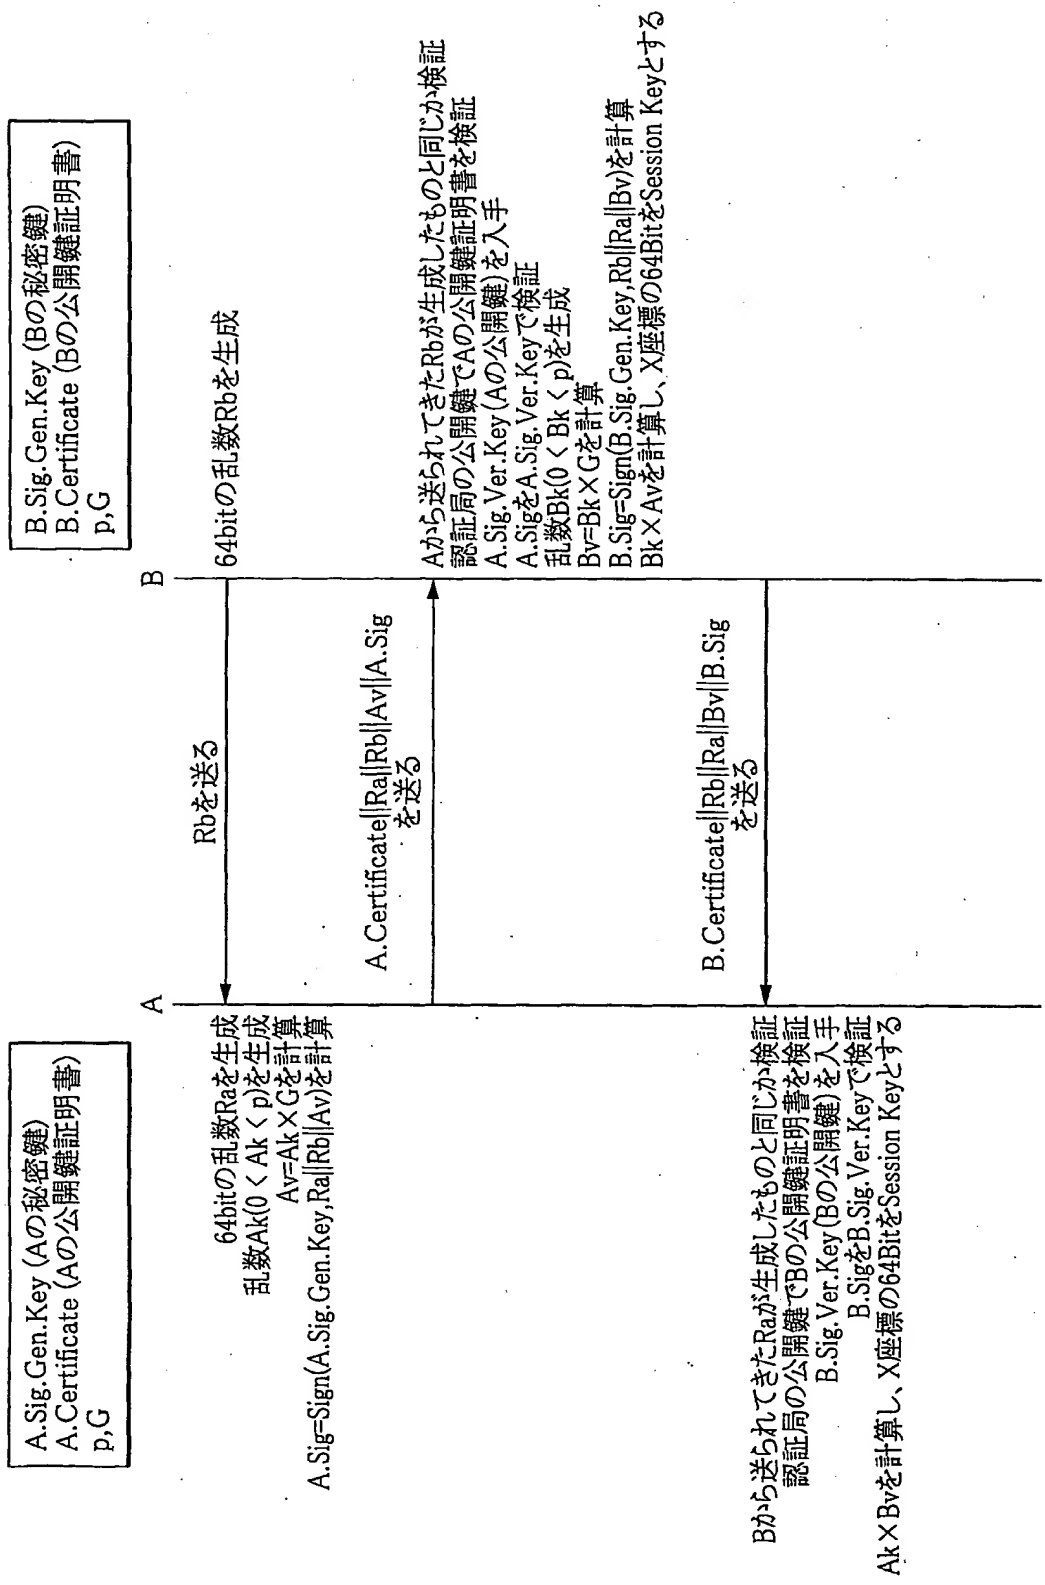 A.Sig.Gen.Key (Aの秘密鍵)
A.Certificate (Aの公開鍵証明書)
p,G
B.Sig.Gen.Key (Bの秘密鍵)
B.Certificate (Bの公開鍵証明書)
p,G
A
B
64bitの乱数Rbを生成
Rbを送る
64bitの乱数Raを生成
乱数Ak(0 < Ak < p)を生成
Av=Ak×Gを計算
A.Sig=Sign(A.Sig.Gen.Key,Ra||Rb||Av)を計算
A.Certificate||Ra||Rb||Av||A.Sig
を送る
Aから送られてきたRbが生成したものと同じか検証
認証局の公開鍵でAの公開鍵証明書を検証
A.Sig.Ver.Key (Aの公開鍵)を入手
A.SigをA.Sig.Ver.Keyで検証
乱数Bk(0 < Bk < p)を生成
Bv=Bk×Gを計算
B.Sig=Sign(B.Sig.Gen.Key,Rb||Ra||Bv)を計算
Bk×Avを計算し、X座標の64BitをSession Keyとする
B.Certificate||Rb||Ra||Bv||B.Sig
を送る
Bから送られてきたRaが生成したものと同じか検証
認証局の公開鍵でBの公開鍵証明書を検証
B.Sig.Ver.Key (Bの公開鍵)を入手
B.SigをB.Sig.Ver.Keyで検証
Ak×Bvを計算し、X座標の64BitをSession Keyとする